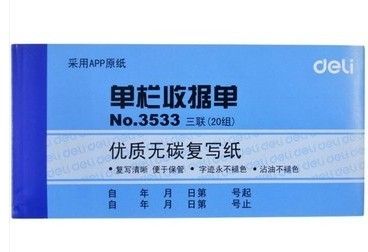 采用APP原纸
deli
单栏收据单
No.3533 三联(20组)
优质无碳复写纸
·复写清晰 便于保管 ·字迹永不褪色 ·沾油不褪色
自 年 月 日第 号起
自 年 月 日第 号止